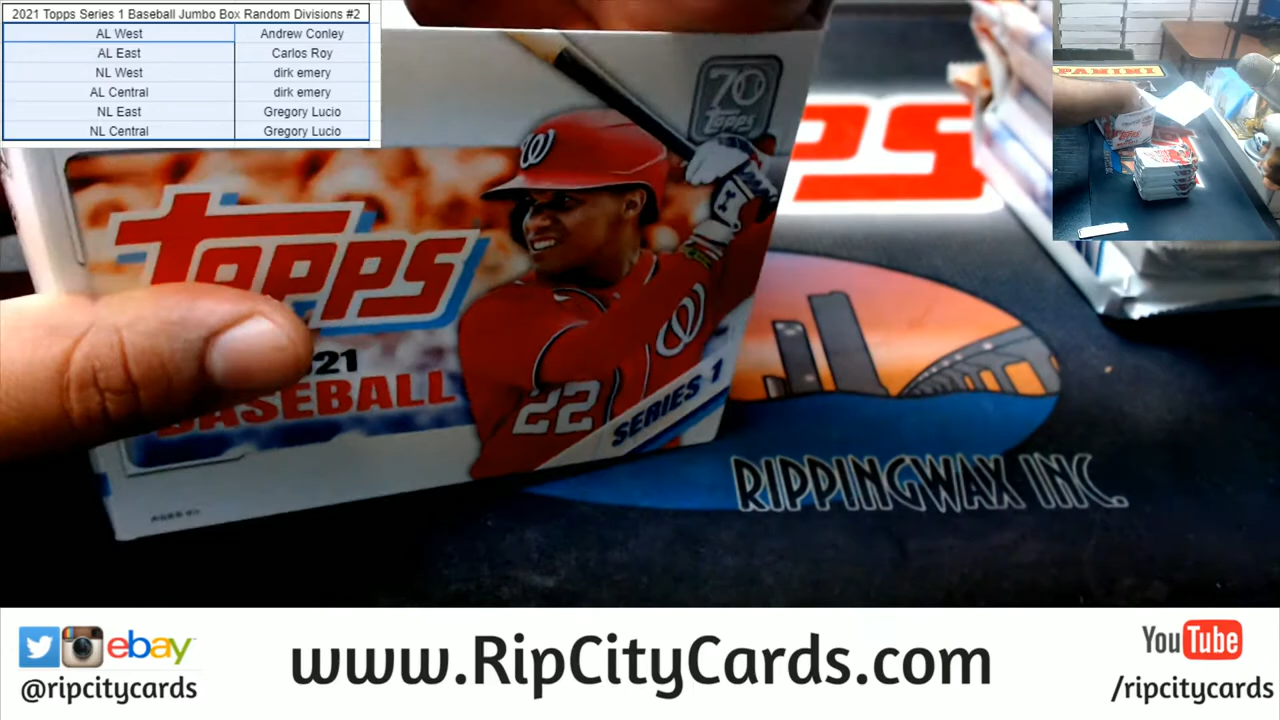 2021 Topps Series 1 Baseball Jumbo Box Random Divisions #2
AL West Andrew Conley
AL East Carlos Roy
NL West dirk emery
AL Central dirk emery
NL East Gregory Lucio
NL Central Gregory Lucio
70
Topps
W
TOPPS
21
BASEBALL
W
22
SERIES 1
PPS
PANINI
RIPPINGWAX INC.
ebay
@ripcitycards
www.RipCityCards.com
YouTube
/ripcitycards